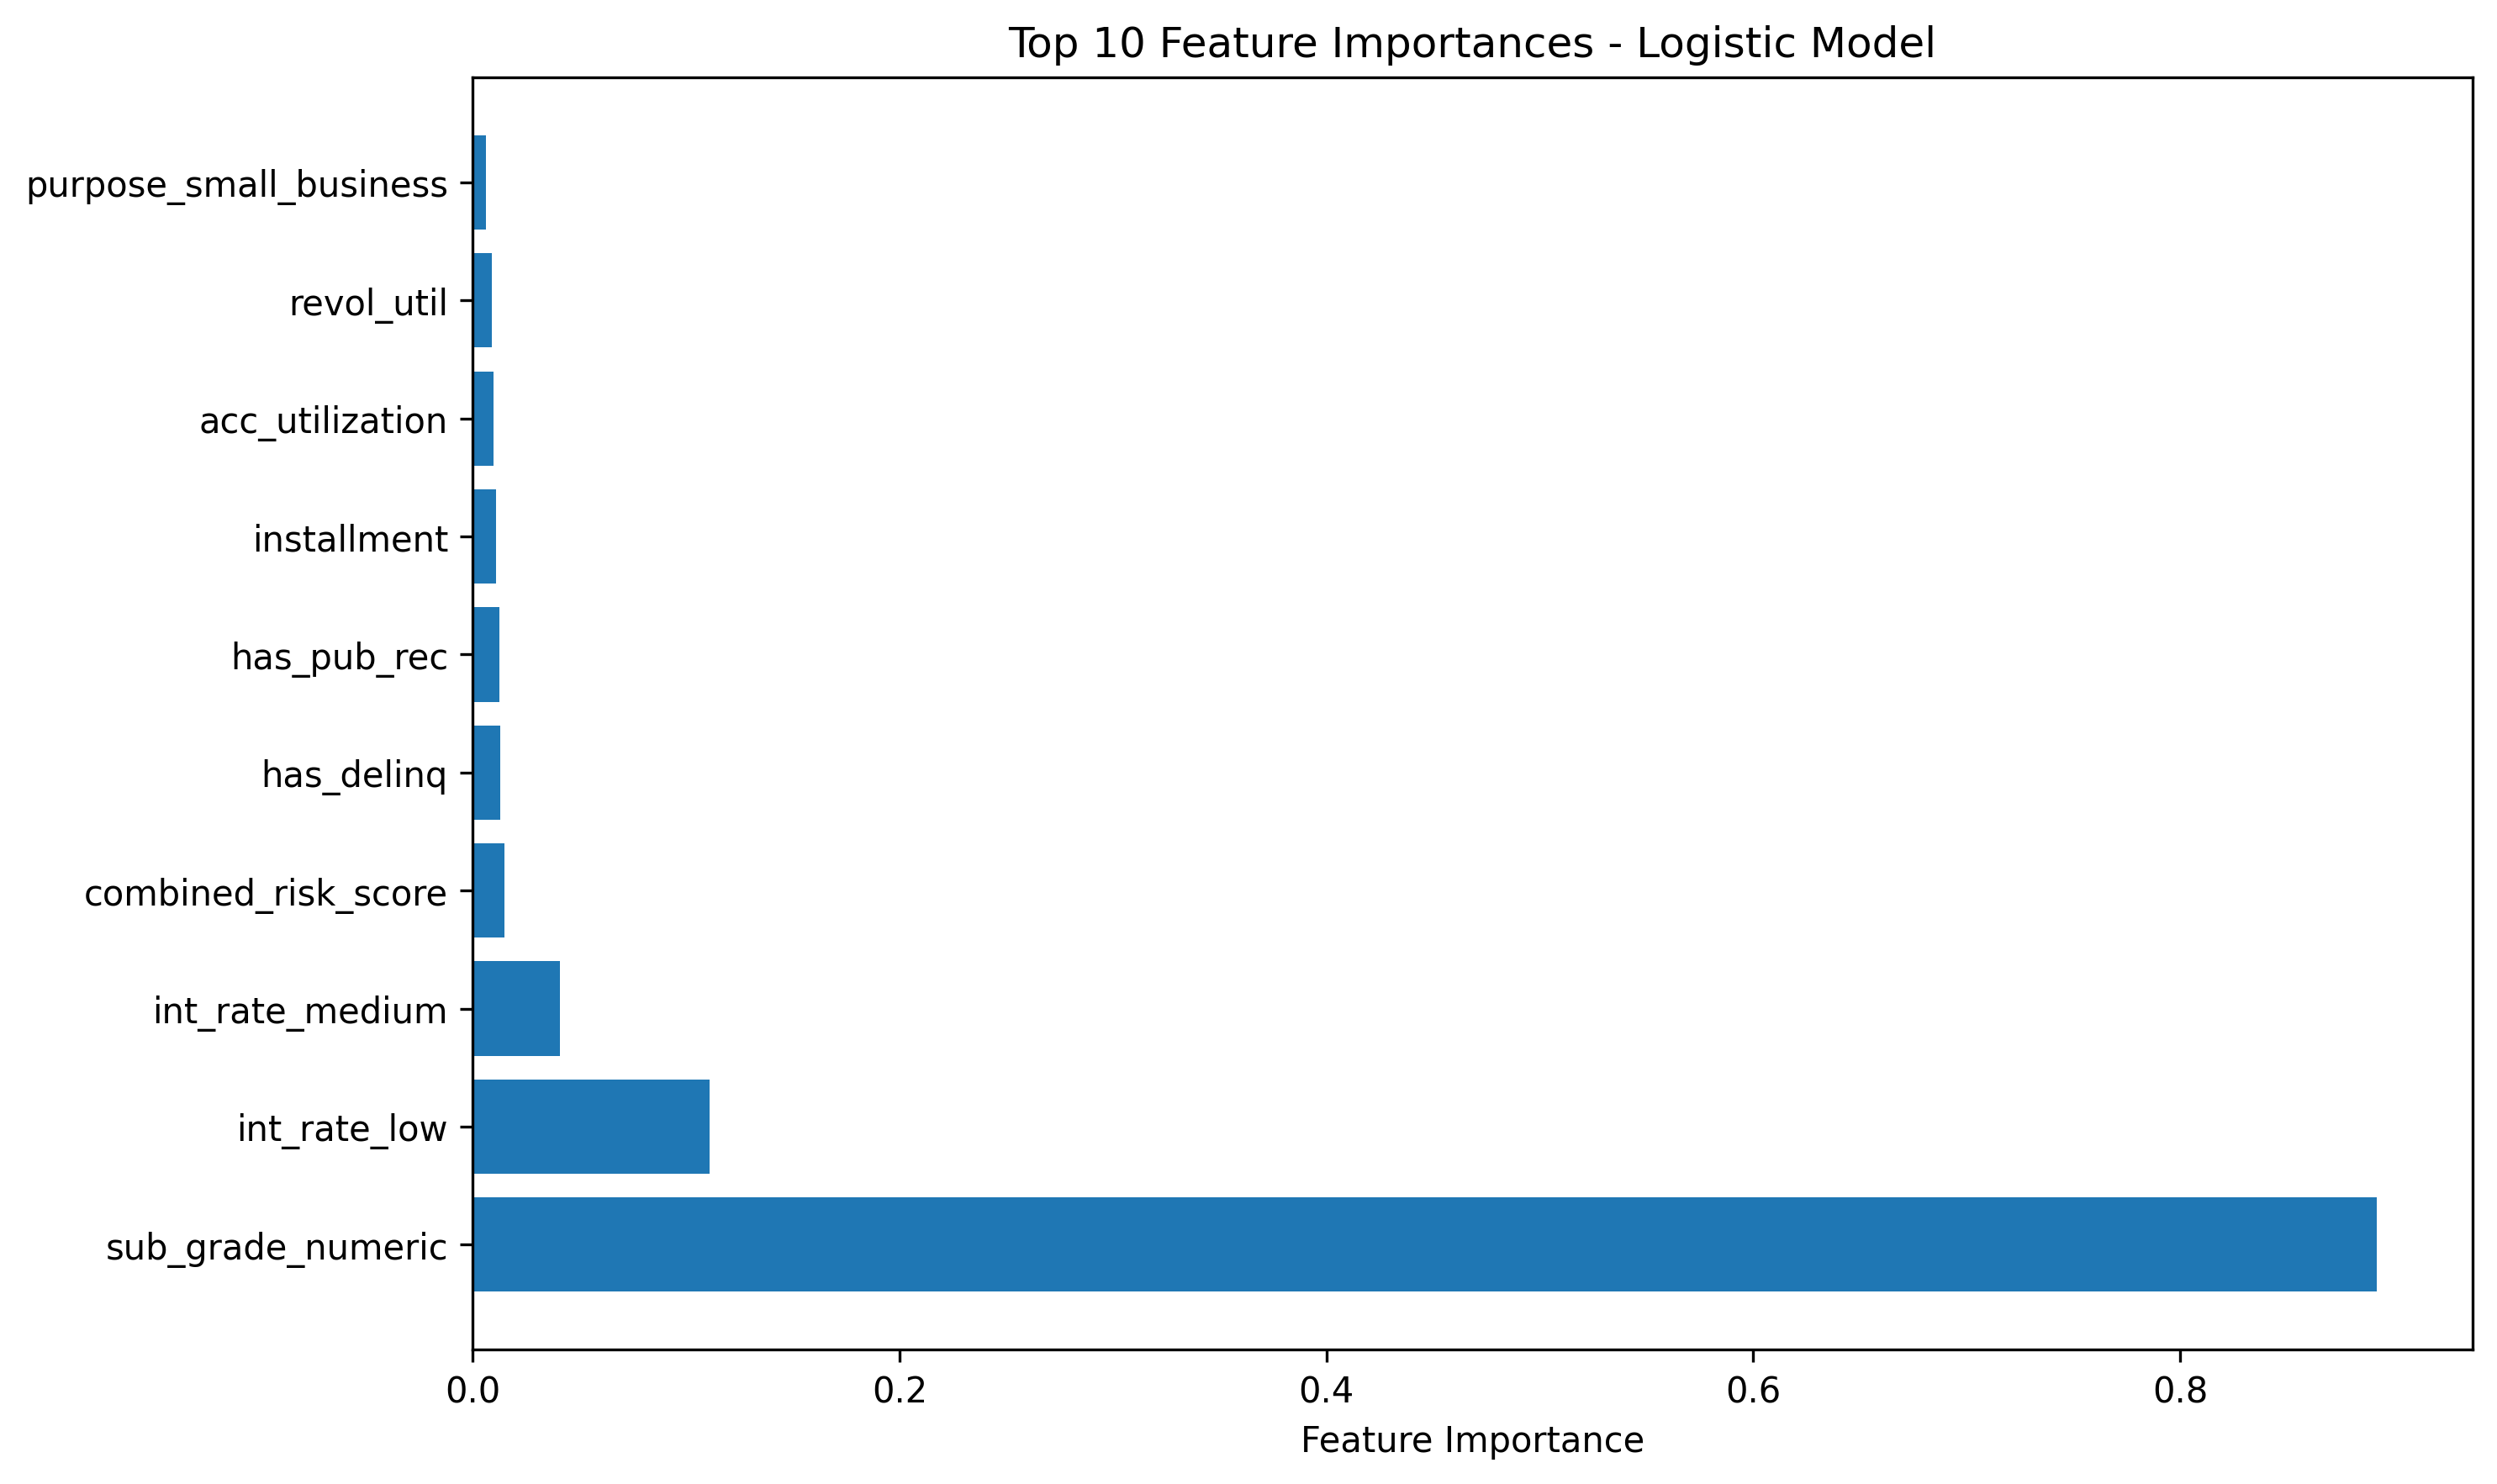 Top 10 Feature Importances - Logistic Model
purpose_small_business
revol_util
acc_utilization
installment
has_pub_rec
has_delinq
combined_risk_score
int_rate_medium
int_rate_low
sub_grade_numeric
0.0 0.2 0.4 0.6 0.8
Feature Importance